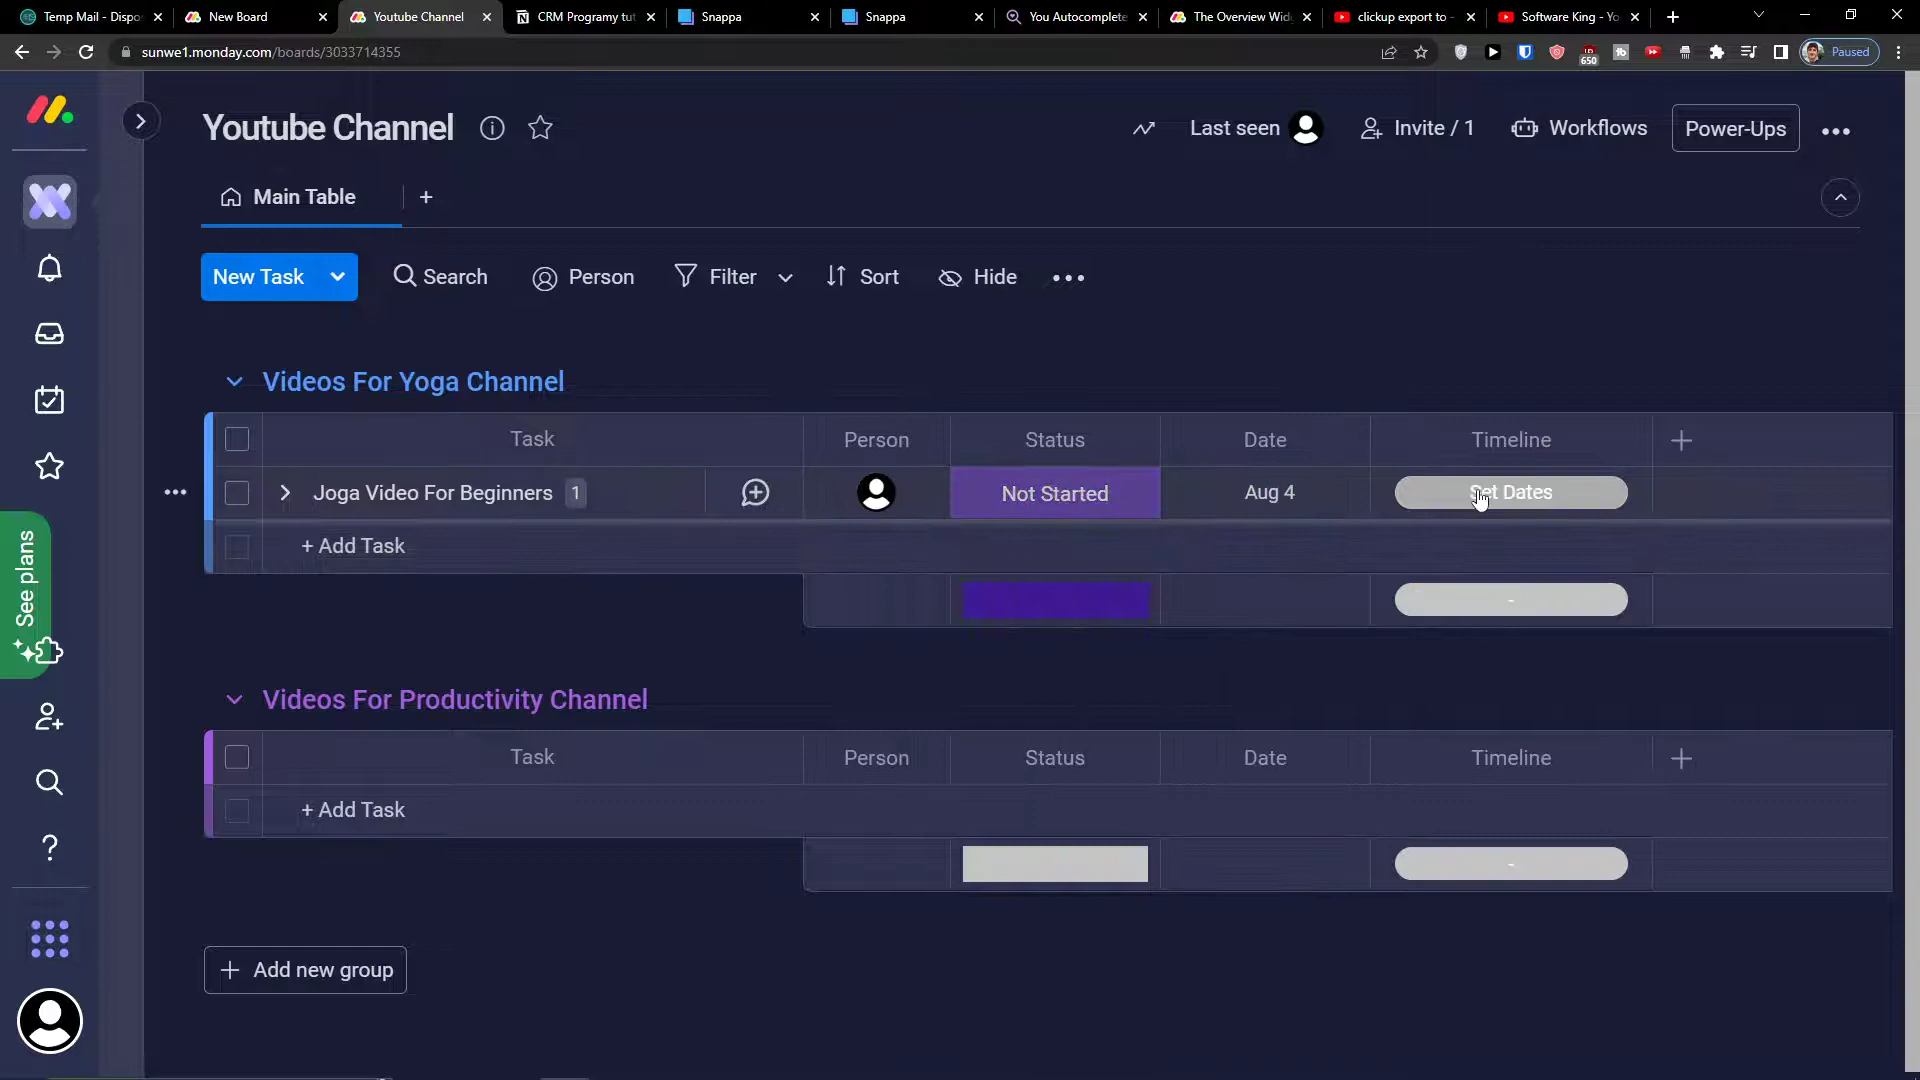 Temp Mail - Dispo
New Board
Youtube Channel
CRM Programy tu
Snappa
Snappa
You Autocomplete
The Overview Wid
clickup export to -
Software King - Yo
sunwe1.monday.com/boards/3033714355
650
Paused
Youtube Channel
Last seen
Invite / 1
Workflows
Power-Ups
Main Table
New Task
Search
Person
Filter
Sort
Hide
Videos For Yoga Channel
Task
Person
Status
Date
Timeline
Joga Video For Beginners
1
Not Started
Aug 4
Set Dates
+ Add Task
-
See plans
Videos For Productivity Channel
Task
Person
Status
Date
Timeline
+ Add Task
-
Add new group